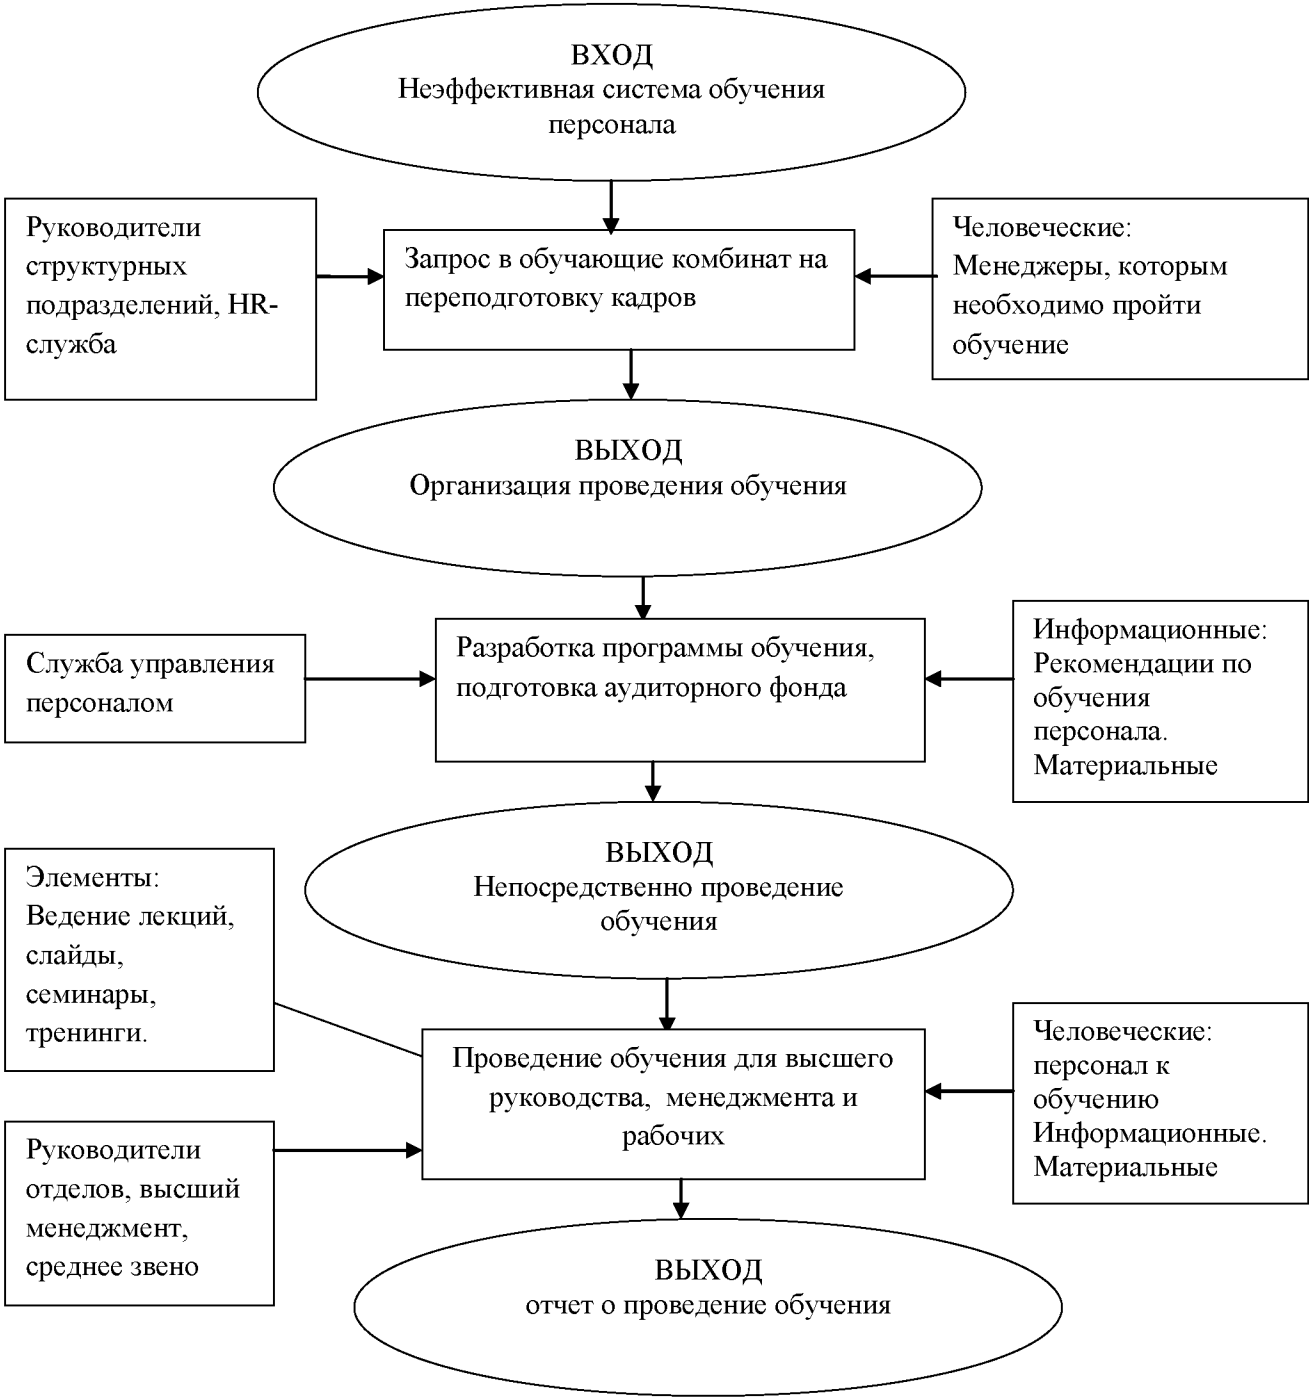 ВХОД
Неэффективная система обучения
персонала
Руководители
структурных
подразделений, HR-
служба
Запрос в обучающие комбинат на
переподготовку кадров
Человеческие:
Менеджеры, которым
необходимо пройти
обучение
ВЫХОД
Организация проведения обучения
Служба управления
персоналом
Разработка программы обучения,
подготовка аудиторного фонда
Информационные:
Рекомендации по
обучения
персонала.
Материальные
ВЫХОД
Непосредственно проведение
обучения
Элементы:
Ведение лекций,
слайды,
семинары,
тренинги.
Проведение обучения для высшего
руководства, менеджмента и
рабочих
Человеческие:
персонал к
обучению
Информационные.
Материальные
Руководители
отделов, высший
менеджмент,
среднее звено
ВЫХОД
отчет о проведение обучения